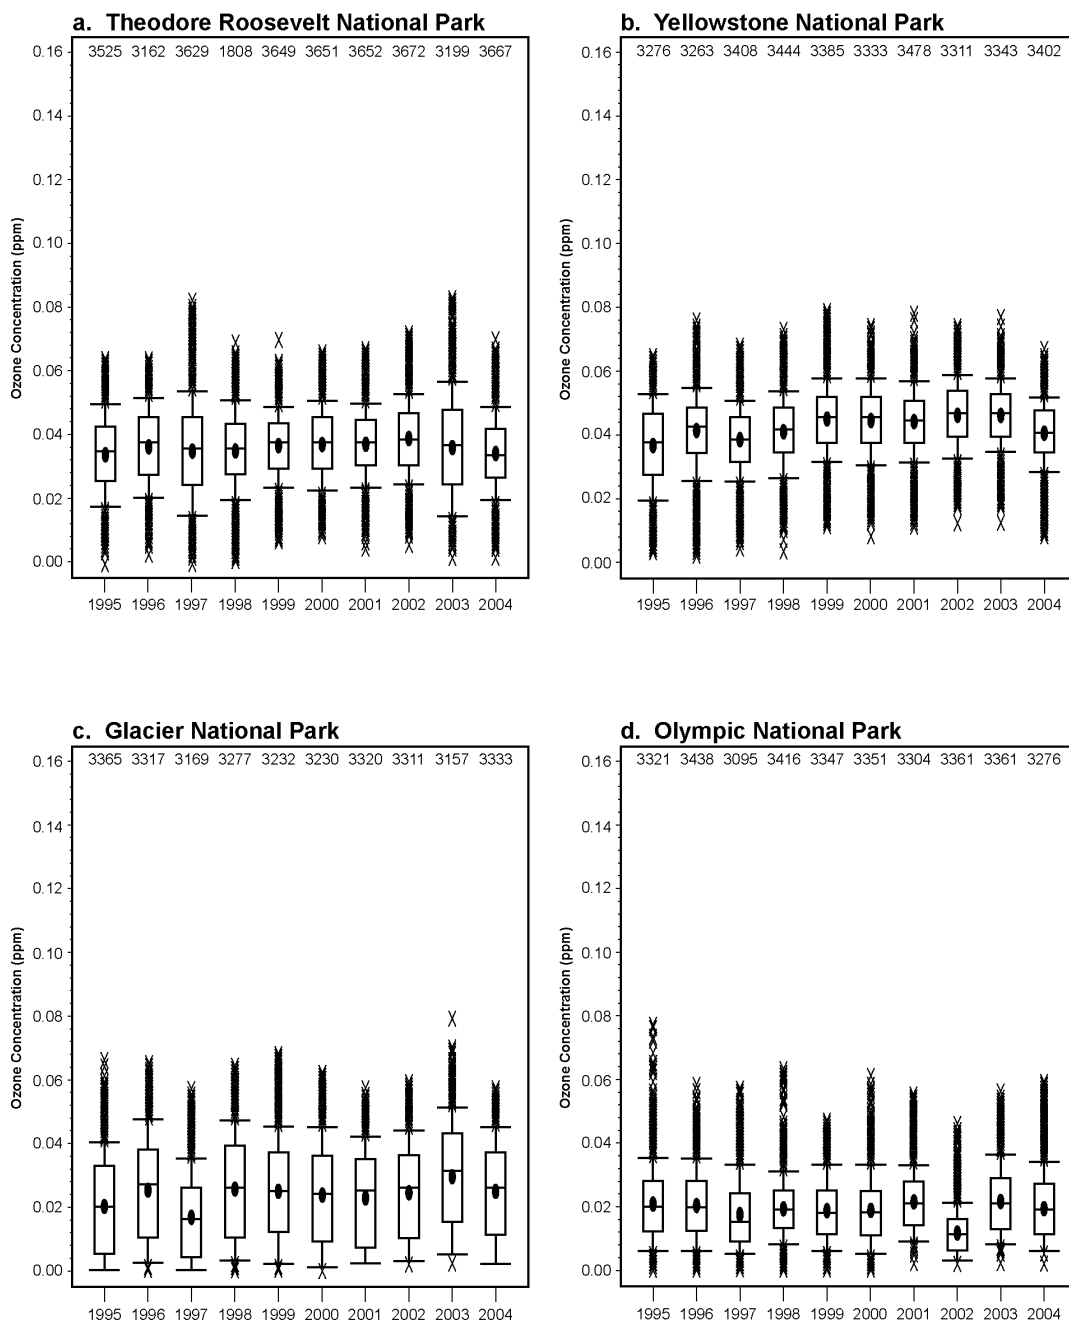 a. Theodore Roosevelt National Park
3525 3162 3629 1808 3649 3651 3652 3672 3199 3667
Ozone Concentration (ppm)
0.16
0.14
0.12
0.10
0.08
0.06
0.04
0.02
0.00
1995 1996 1997 1998 1999 2000 2001 2002 2003 2004
b. Yellowstone National Park
3276 3263 3408 3444 3385 3333 3478 3311 3343 3402
Ozone Concentration (ppm)
0.16
0.14
0.12
0.10
0.08
0.06
0.04
0.02
0.00
1995 1996 1997 1998 1999 2000 2001 2002 2003 2004
c. Glacier National Park
3365 3317 3169 3277 3232 3230 3320 3311 3157 3333
Ozone Concentration (ppm)
0.16
0.14
0.12
0.10
0.08
0.06
0.04
0.02
0.00
1995 1996 1997 1998 1999 2000 2001 2002 2003 2004
d. Olympic National Park
3321 3438 3095 3416 3347 3351 3304 3361 3361 3276
Ozone Concentration (ppm)
0.16
0.14
0.12
0.10
0.08
0.06
0.04
0.02
0.00
1995 1996 1997 1998 1999 2000 2001 2002 2003 2004